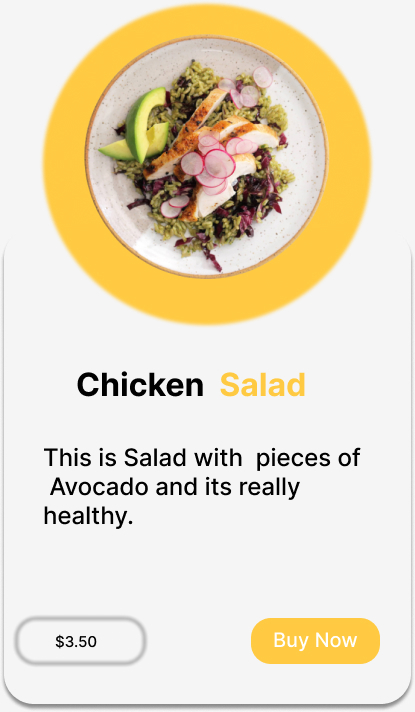 Chicken Salad
This is Salad with pieces of
Avocado and its really
healthy.
$3.50
Buy Now